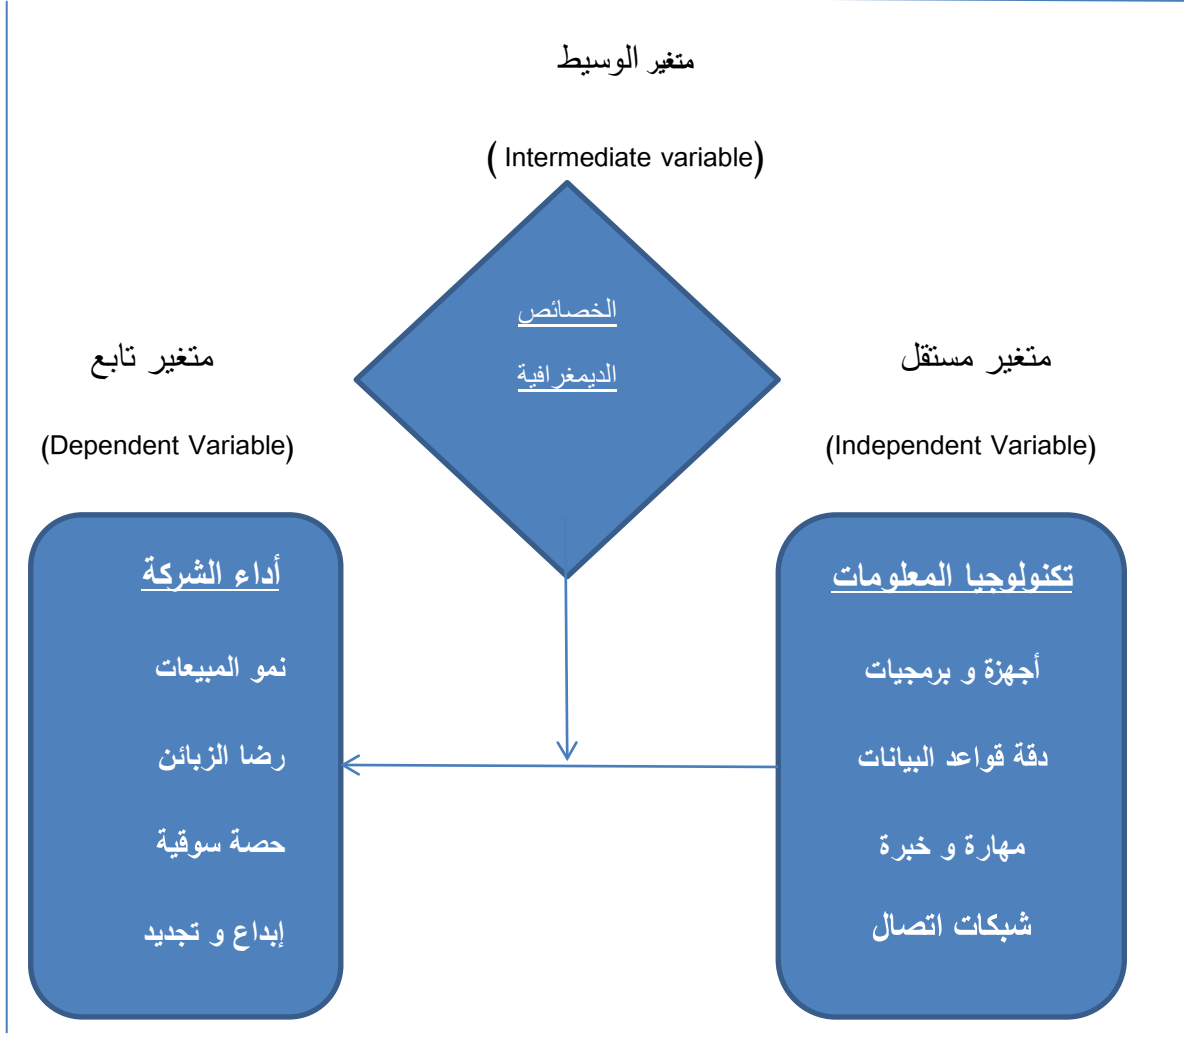 متغير الوسيط
( Intermediate variable)
الخصائص
الديمغرافية
متغير مستقل
(Independent Variable)
تكنولوجيا المعلومات
أجهزة و برمجيات
دقة قواعد البيانات
مهارة و خبرة
شبكات اتصال
متغير تابع
(Dependent Variable)
أداء الشركة
نمو المبيعات
رضا الزبائن
حصة سوقية
إبداع و تجديد